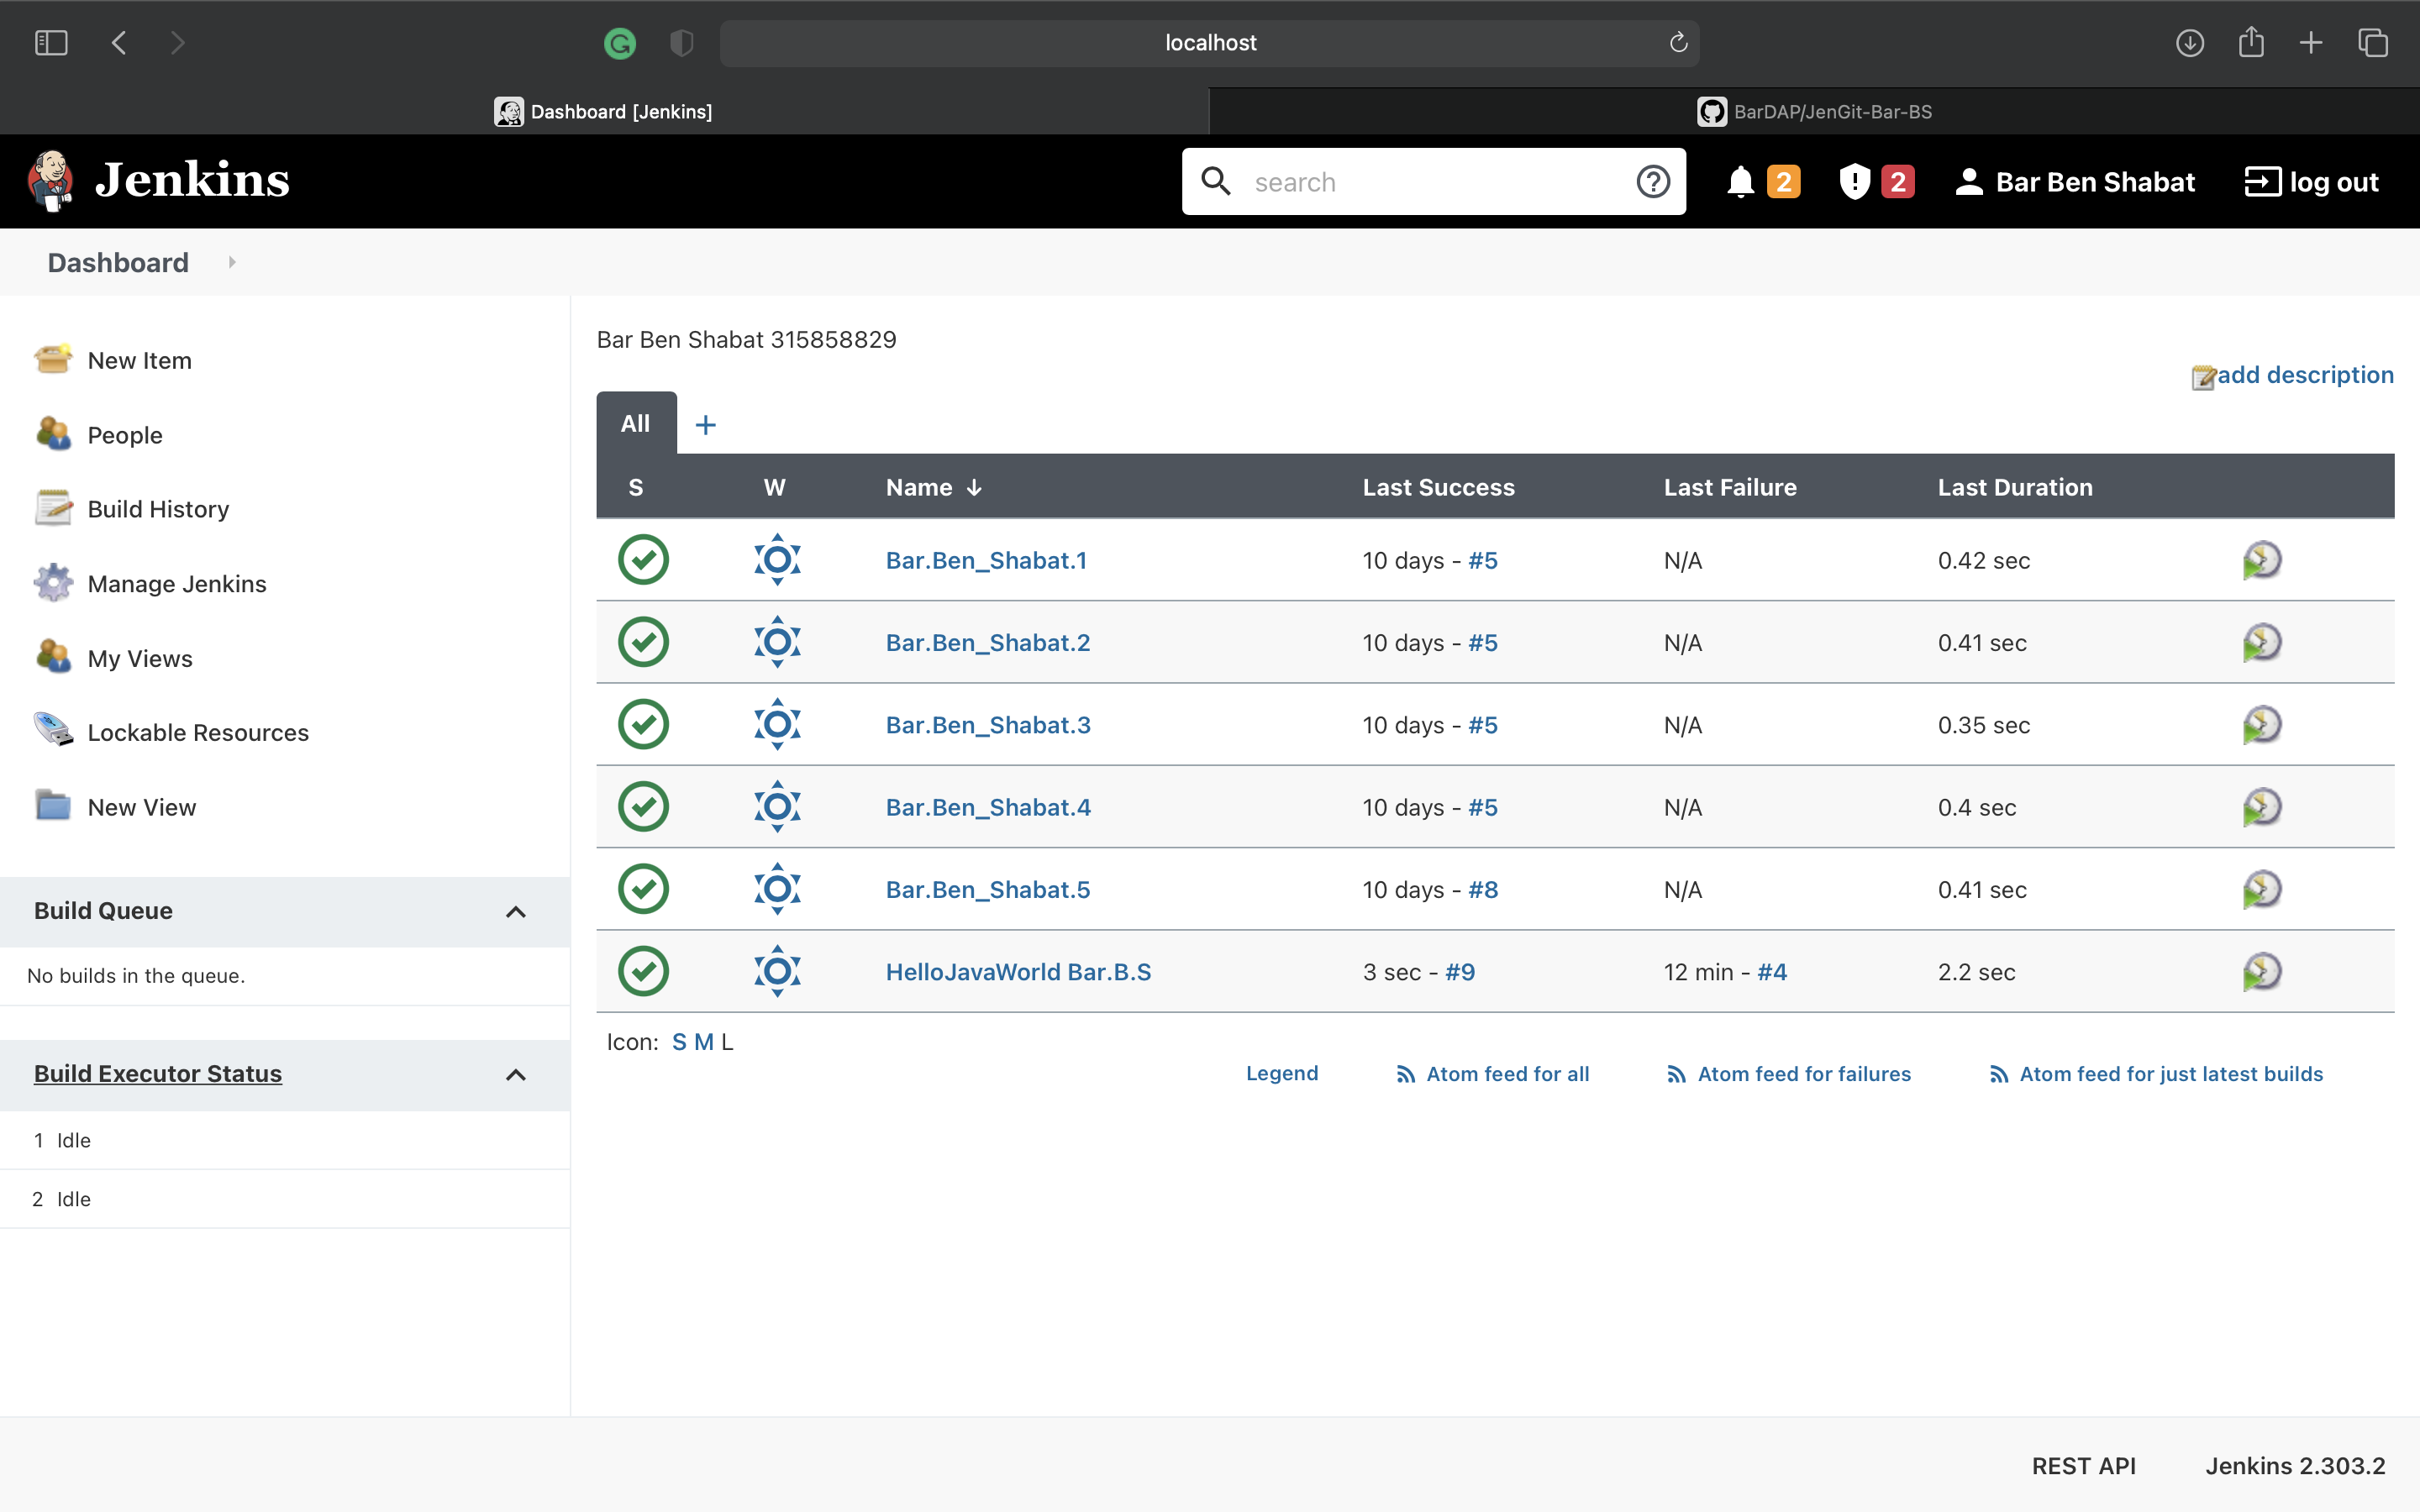 localhost
Dashboard [Jenkins]
BarDAP/JenGit-Bar-BS
Jenkins
search
2
2
Bar Ben Shabat
log out
Dashboard
New Item
People
Build History
Manage Jenkins
My Views
Lockable Resources
New View
Build Queue
No builds in the queue.
Build Executor Status
1 Idle
2 Idle
Bar Ben Shabat 315858829
add description
All +
S W Name ↓ Last Success Last Failure Last Duration
Bar.Ben_Shabat.1 10 days - #5 N/A 0.42 sec
Bar.Ben_Shabat.2 10 days - #5 N/A 0.41 sec
Bar.Ben_Shabat.3 10 days - #5 N/A 0.35 sec
Bar.Ben_Shabat.4 10 days - #5 N/A 0.4 sec
Bar.Ben_Shabat.5 10 days - #8 N/A 0.41 sec
HelloJavaWorld Bar.B.S 3 sec - #9 12 min - #4 2.2 sec
Icon: S M L
Legend Atom feed for all Atom feed for failures Atom feed for just latest builds
REST API Jenkins 2.303.2